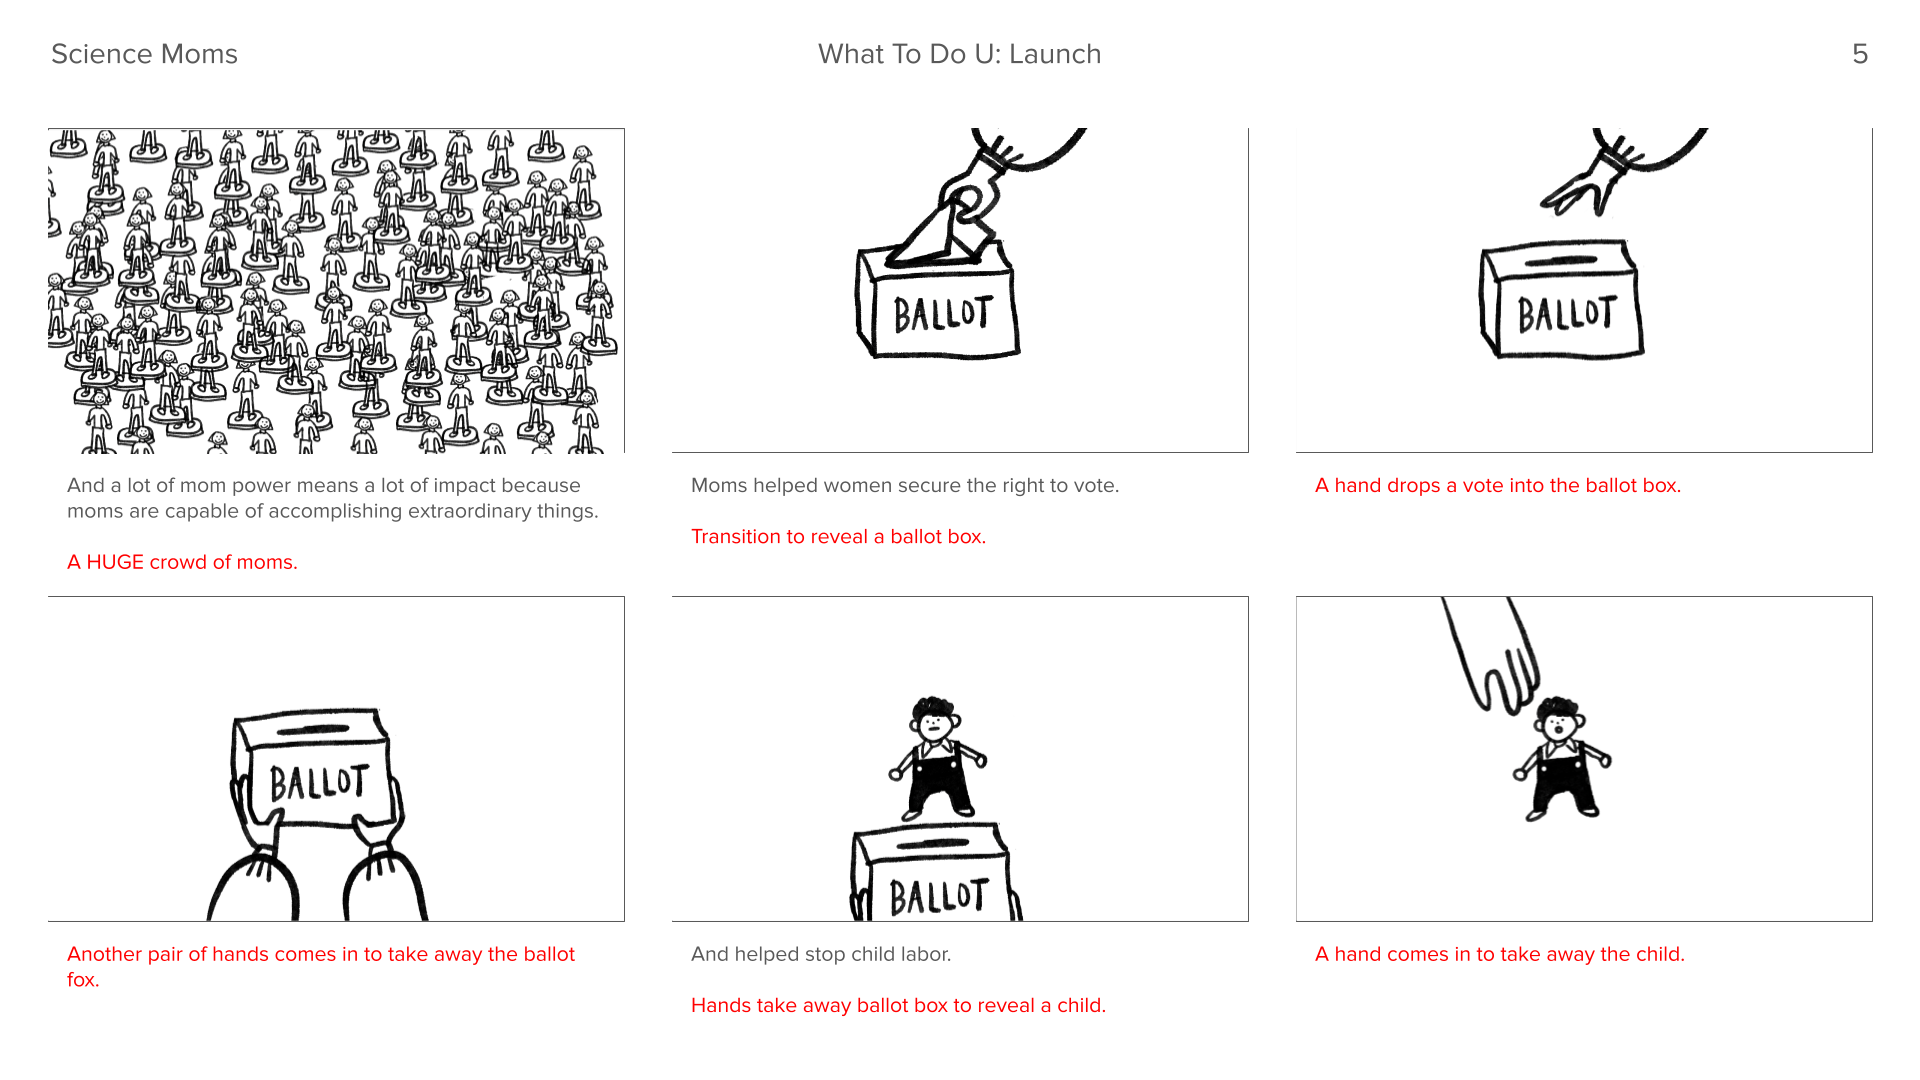 Science Moms
What To Do U: Launch
5
BALLOT
BALLOT
And a lot of mom power means a lot of impact because
moms are capable of accomplishing extraordinary things.
A HUGE crowd of moms.
Moms helped women secure the right to vote.
Transition to reveal a ballot box.
A hand drops a vote into the ballot box.
BALLOT
BALLOT
Another pair of hands comes in to take away the ballot
fox.
And helped stop child labor.
Hands take away ballot box to reveal a child.
A hand comes in to take away the child.